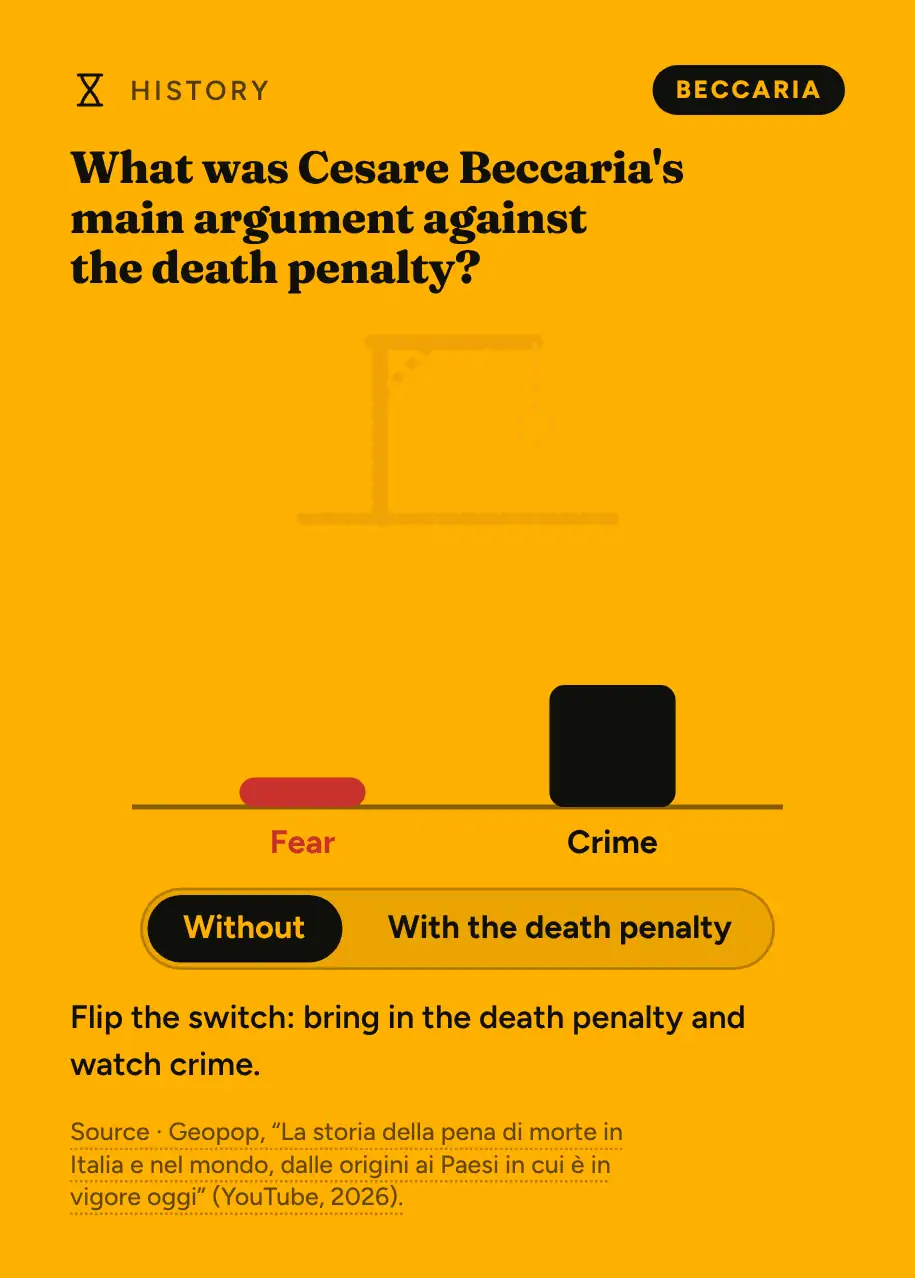 HISTORY
BECCARIA
What was Cesare Beccaria's
main argument against
the death penalty?
Fear
Crime
Without
With the death penalty
Flip the switch: bring in the death penalty and
watch crime.
Source · Geopop, “La storia della pena di morte in
Italia e nel mondo, dalle origini ai Paesi in cui è in
vigore oggi” (YouTube, 2026).